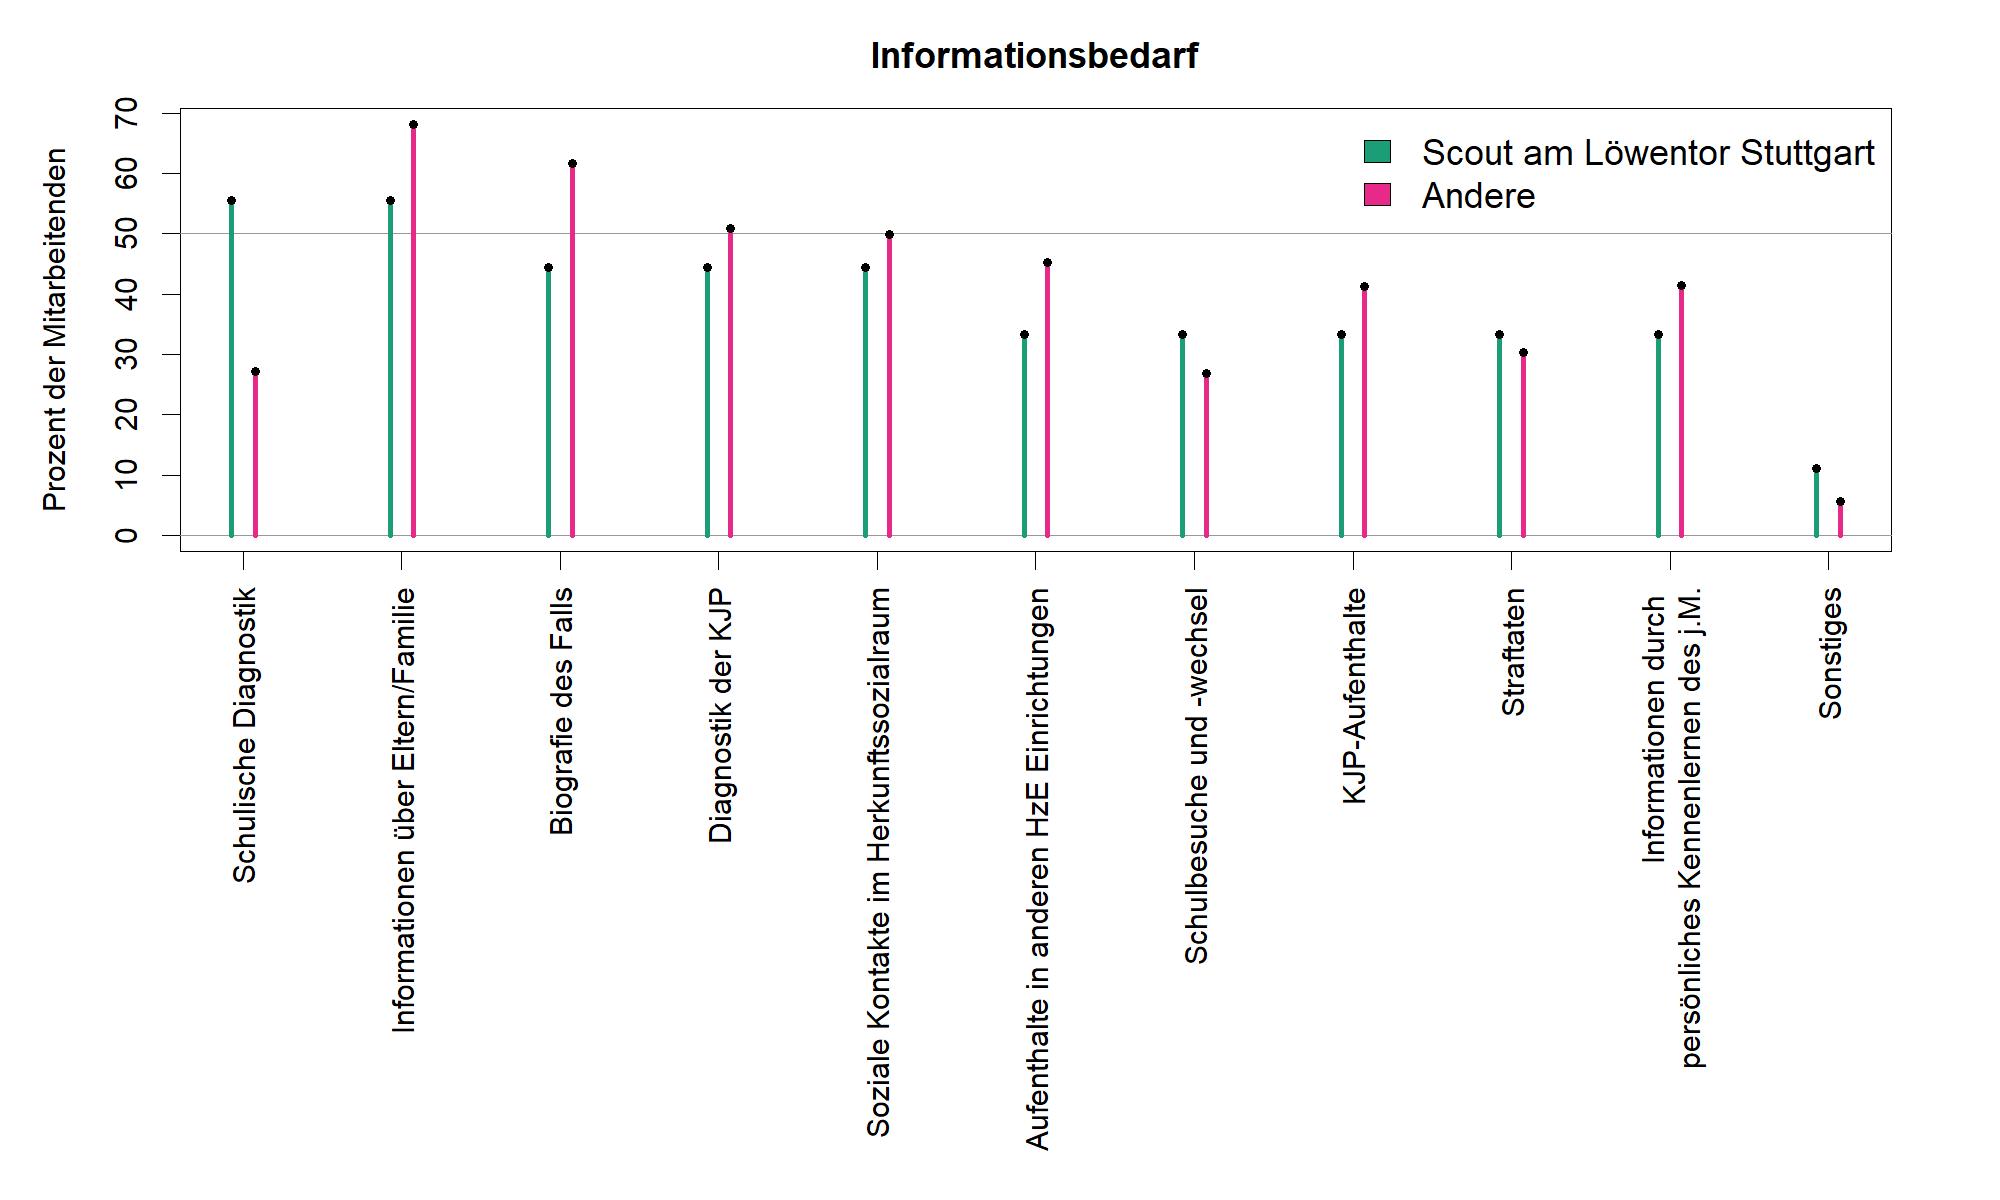 Informationsbedarf
Prozent der Mitarbeitenden
70
60
50
40
30
20
10
0
Scout am Löwentor Stuttgart
Andere
Schulische Diagnostik
Informationen über Eltern/Familie
Biografie des Falls
Diagnostik der KJP
Soziale Kontakte im Herkunftssozialraum
Aufenthalte in anderen HzE Einrichtungen
Schulbesuche und -wechsel
KJP-Aufenthalte
Straftaten
Informationen durch
persönliches Kennenlernen des j.M.
Sonstiges